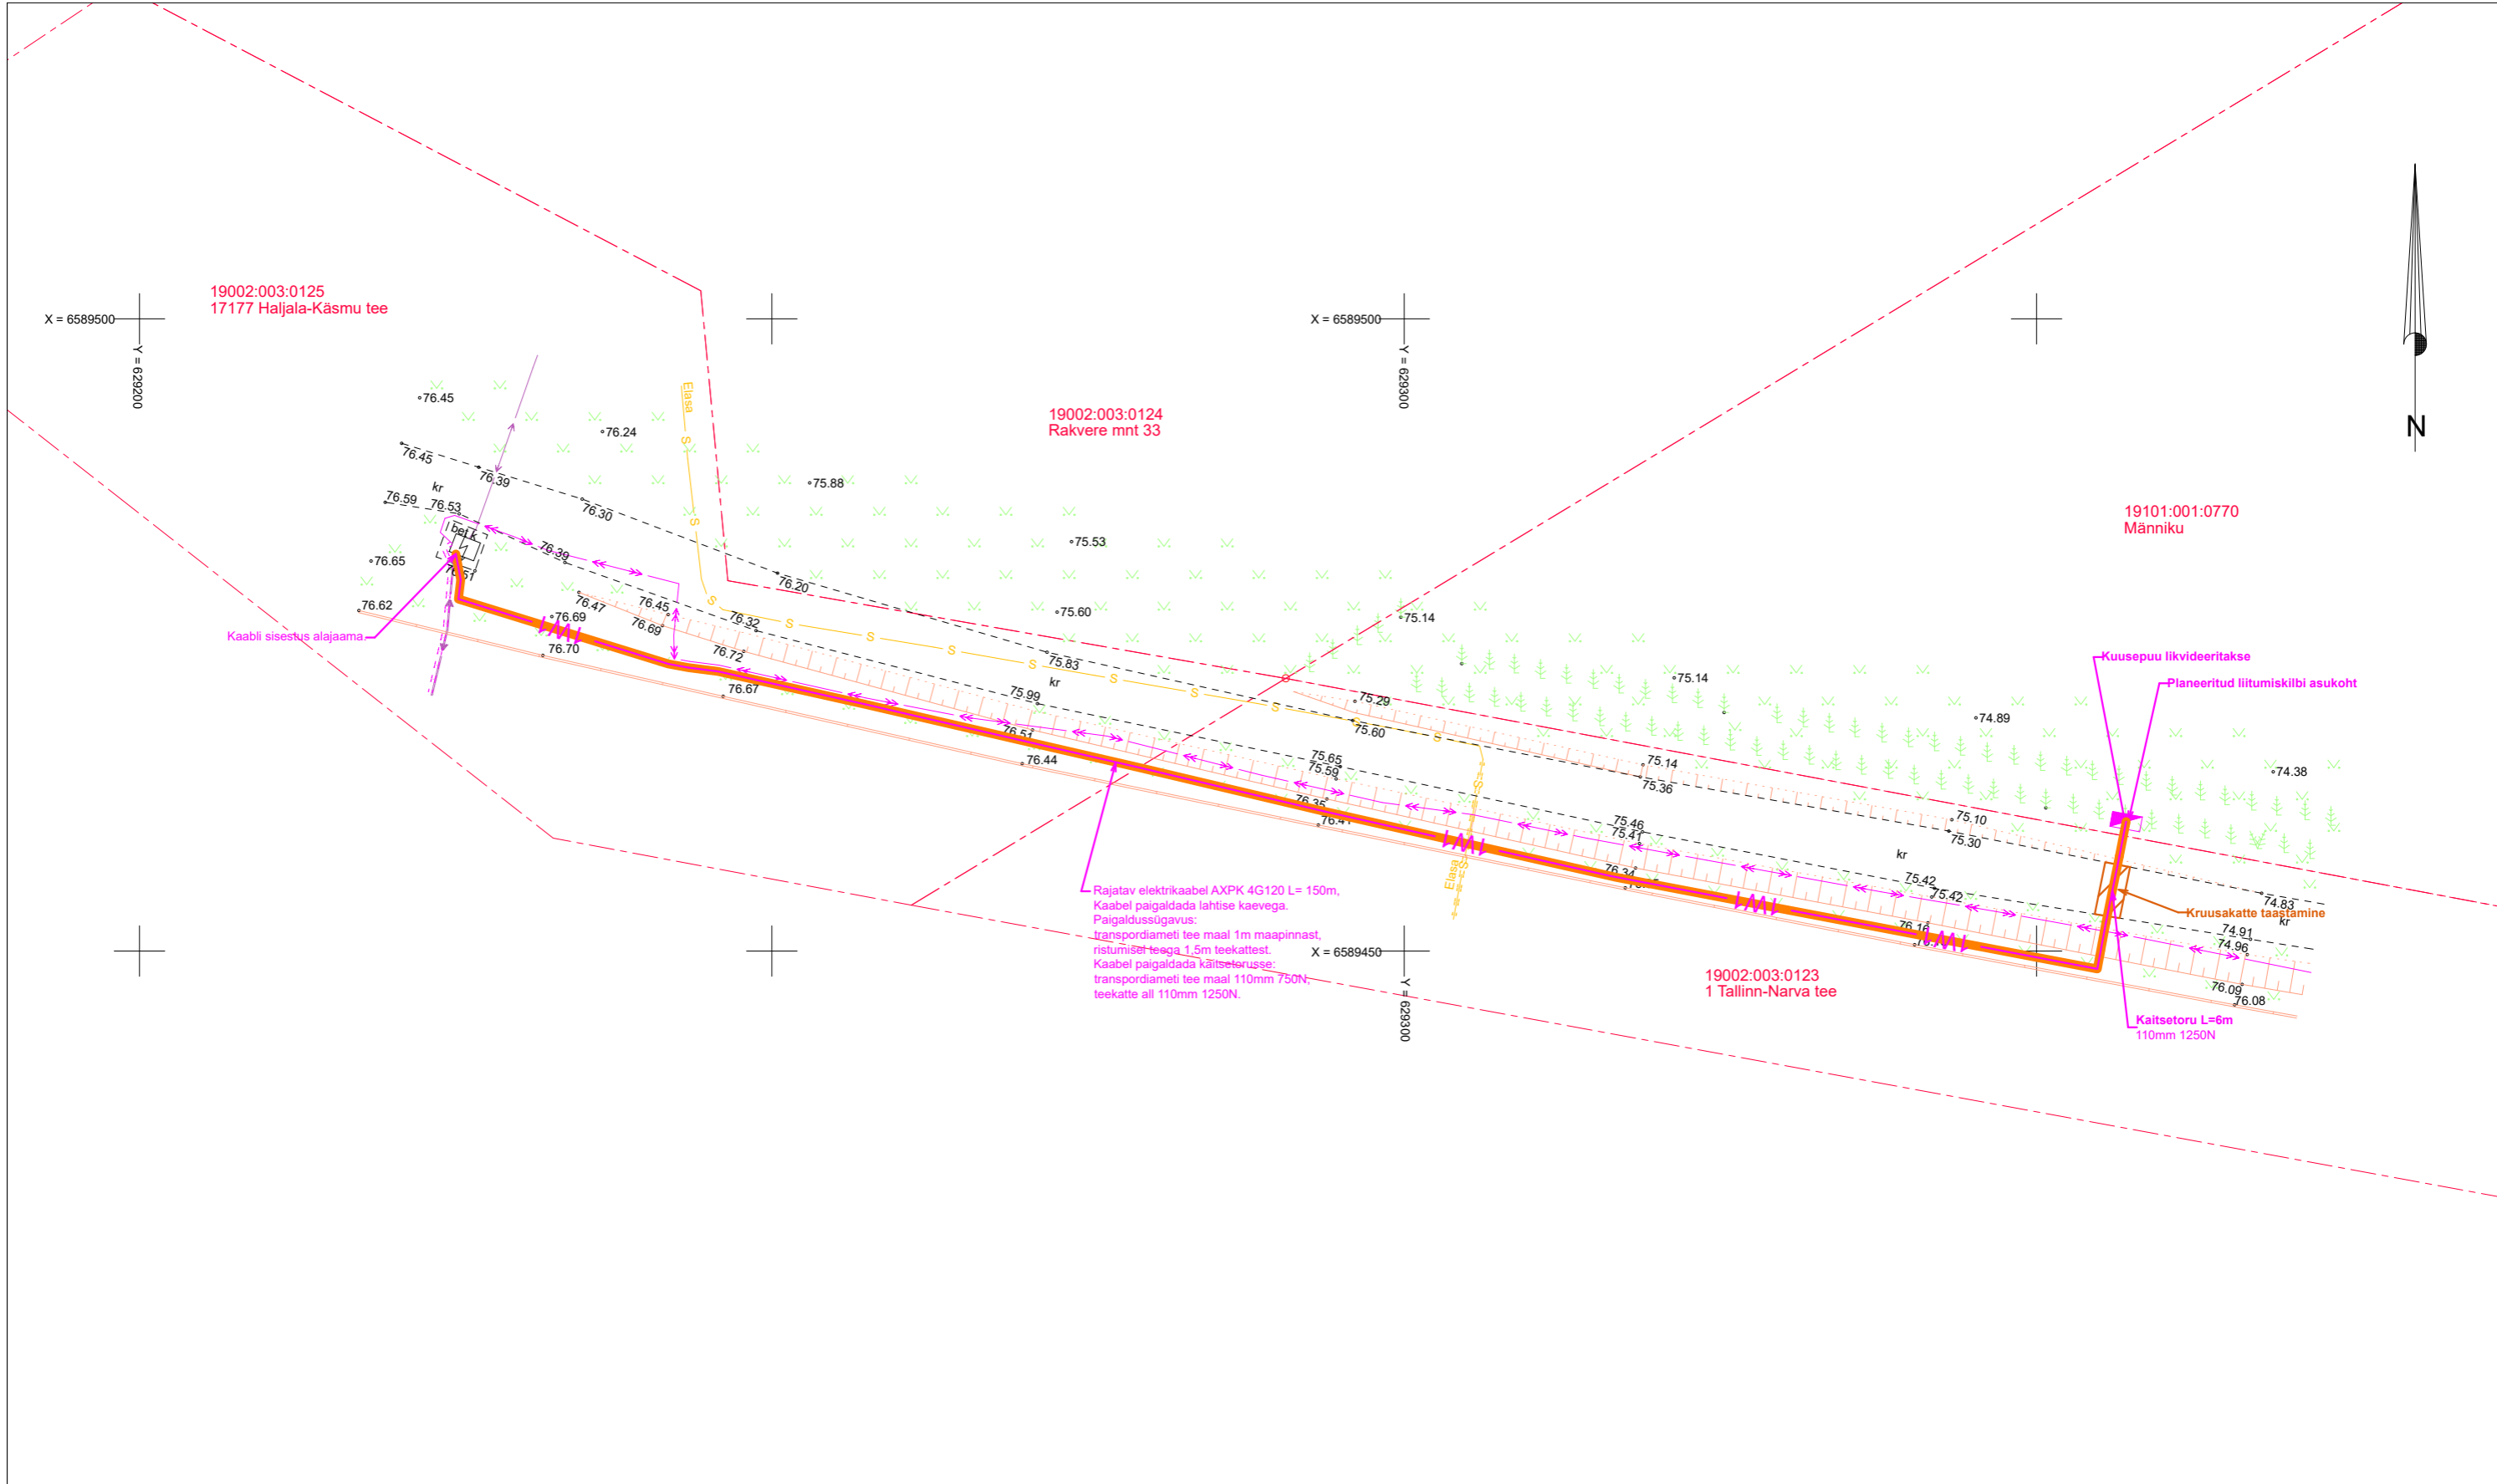 19002:003:0125
17177 Haljala-Käsmu tee
X = 6589500
Y = 629200
X = 6589500
Y = 629300
N
19002:003:0124
Rakvere mnt 33
19101:001:0770
Männiku
Elasa
76.45
76.24
75.88
76.45
76.39
kr
76.59
76.53
76.30
bet.k
76.39
75.53
76.65
76.51
76.20
76.62
76.47
76.45
76.69
76.69
76.32
75.60
75.14
Kaabli sisestus alajaama
76.70
76.72
75.83
kr
76.67
75.99
75.29
75.14
Kuusepuu likvideeritakse
Planeeritud liitumiskilbi asukoht
76.51
75.60
74.89
76.44
75.65
75.59
75.14
75.36
74.38
76.35
76.41
75.46
75.41
75.10
75.30
kr
76.34
75.42
75.42
74.83
Elasa
Rajatav elektrikaabel AXPK 4G120 L= 150m,
Kaabel paigaldada lahtise kaevega.
Paigaldussügavus:
transpordiameti tee maal 1m maapinnast,
ristumisel teega 1,5m teekattest.
Kaabel paigaldada kaitsetorusse:
transpordiameti tee maal 110mm 750N,
teekatte all 110mm 1250N.
Kruusakatte taastamine
kr
76.16
74.91
74.96
X = 6589450
Y = 629300
19002:003:0123
1 Tallinn-Narva tee
76.09
76.08
Kaitsetoru L=6m
110mm 1250N